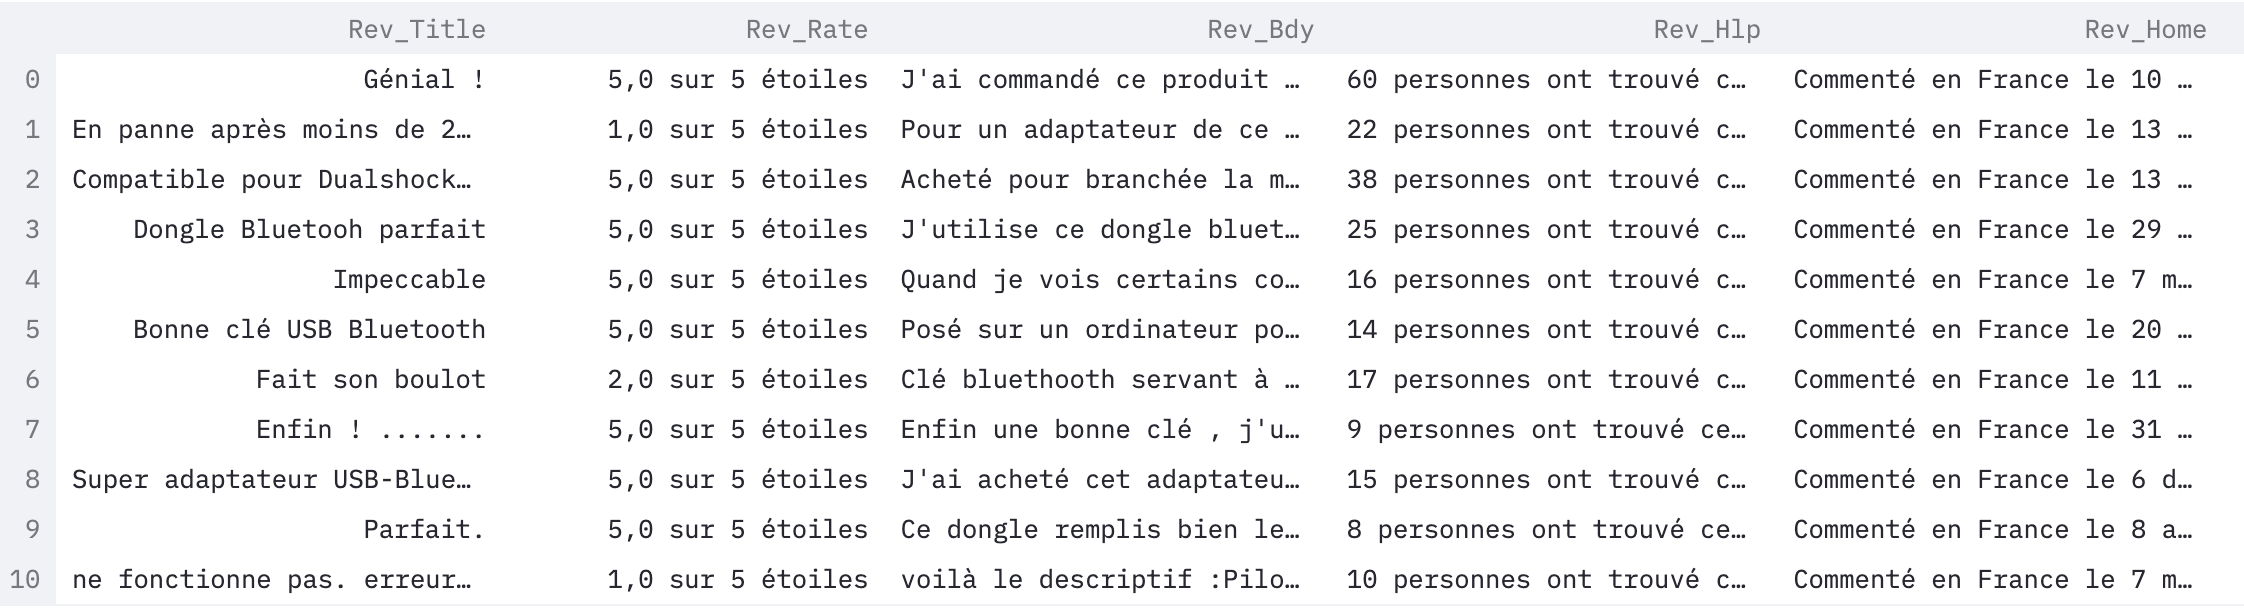 Rev_Title Rev_Rate Rev_Bdy Rev_Hlp Rev_Home
0 Génial ! 5,0 sur 5 étoiles J'ai commandé ce produit … 60 personnes ont trouvé c… Commenté en France le 10 …
1 En panne après moins de 2… 1,0 sur 5 étoiles Pour un adaptateur de ce … 22 personnes ont trouvé c… Commenté en France le 13 …
2 Compatible pour Dualshock… 5,0 sur 5 étoiles Acheté pour branchée la m… 38 personnes ont trouvé c… Commenté en France le 13 …
3 Dongle Bluetooh parfait 5,0 sur 5 étoiles J'utilise ce dongle bluet… 25 personnes ont trouvé c… Commenté en France le 29 …
4 Impeccable 5,0 sur 5 étoiles Quand je vois certains co… 16 personnes ont trouvé c… Commenté en France le 7 m…
5 Bonne clé USB Bluetooth 5,0 sur 5 étoiles Posé sur un ordinateur po… 14 personnes ont trouvé c… Commenté en France le 20 …
6 Fait son boulot 2,0 sur 5 étoiles Clé bluethooth servant à … 17 personnes ont trouvé c… Commenté en France le 11 …
7 Enfin ! ....... 5,0 sur 5 étoiles Enfin une bonne clé , j'u… 9 personnes ont trouvé ce… Commenté en France le 31 …
8 Super adaptateur USB-Blue… 5,0 sur 5 étoiles J'ai acheté cet adaptateu… 15 personnes ont trouvé c… Commenté en France le 6 d…
9 Parfait. 5,0 sur 5 étoiles Ce dongle remplis bien le… 8 personnes ont trouvé ce… Commenté en France le 8 a…
10 ne fonctionne pas. erreur… 1,0 sur 5 étoiles voilà le descriptif :Pilo… 10 personnes ont trouvé c… Commenté en France le 7 m…